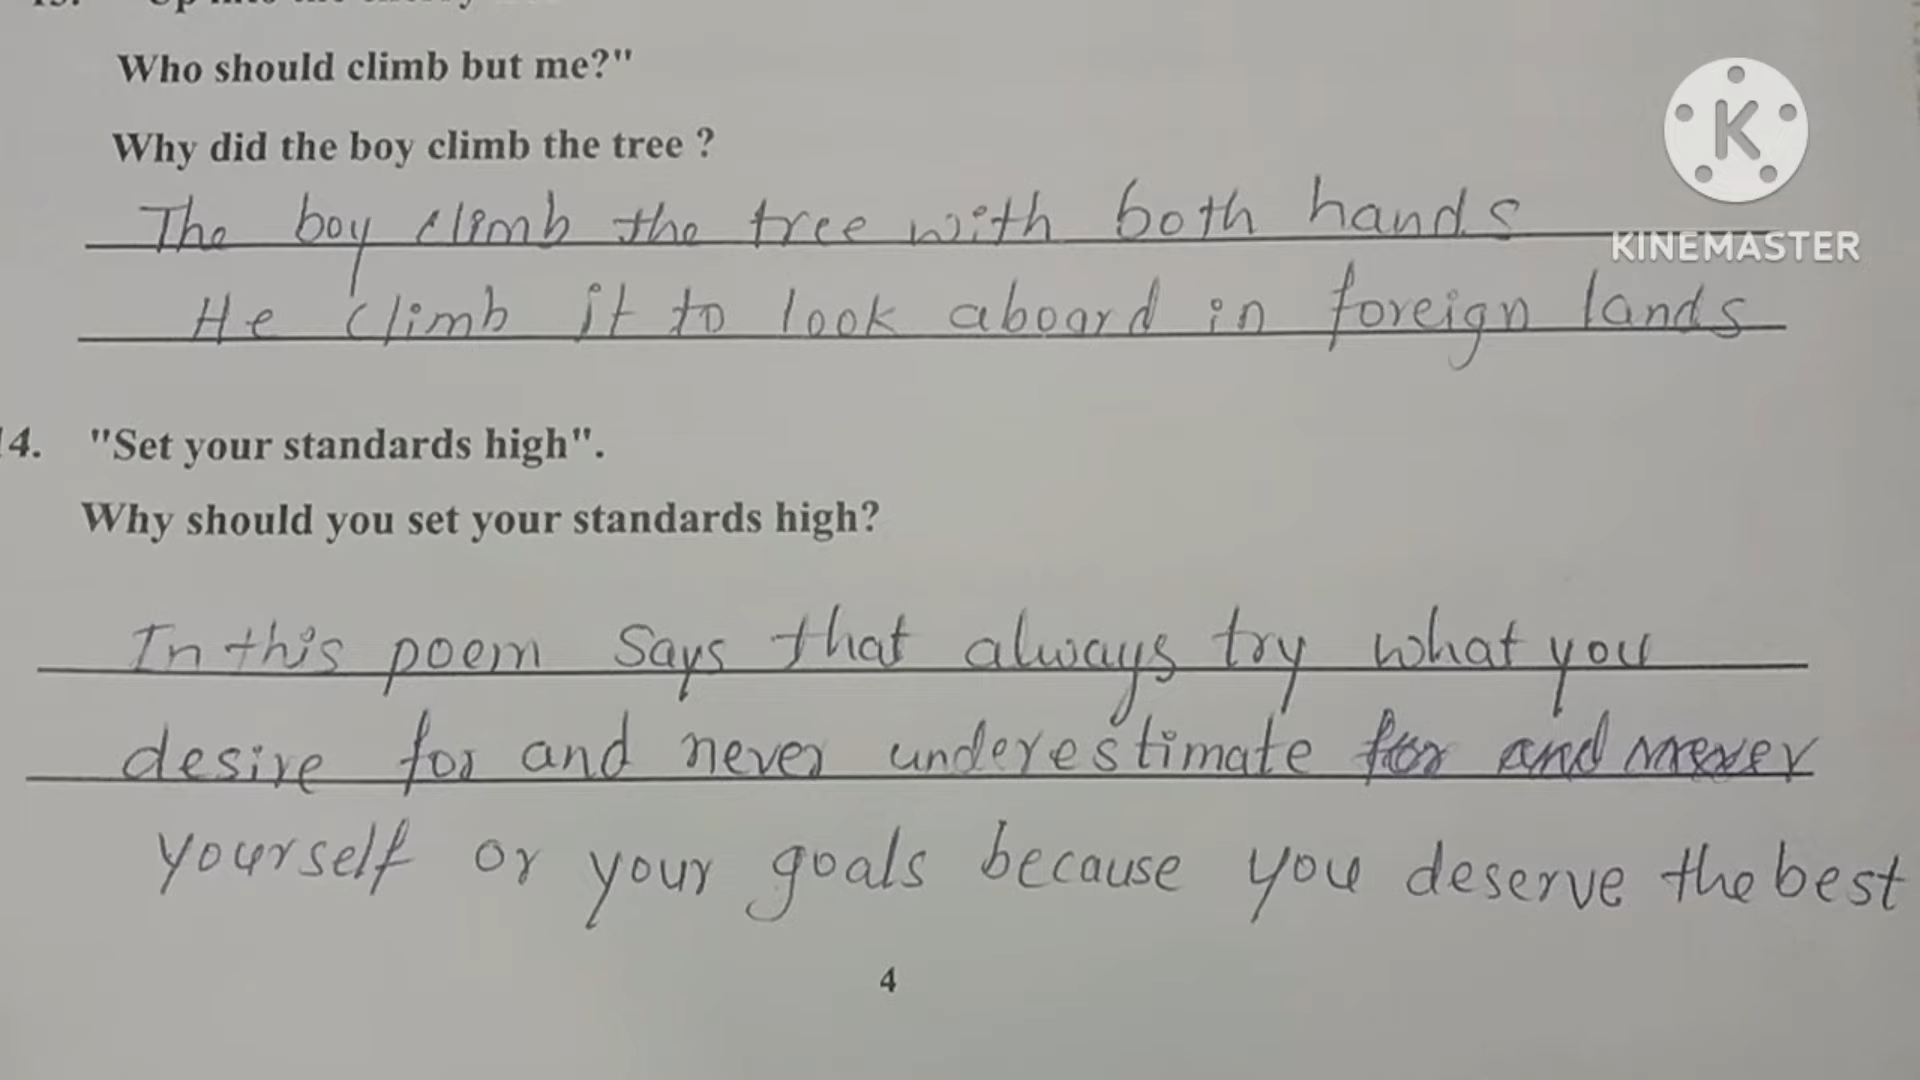 Who should climb but me?"
Why did the boy climb the tree ?
The boy climb the tree with both hands
He climb it to look aboard in foreign lands
14. "Set your standards high".
Why should you set your standards high?
In this poem says that always try what you
desire for and never underestimate for and never
yourself or your goals because you deserve the best
4
K
KINEMASTER